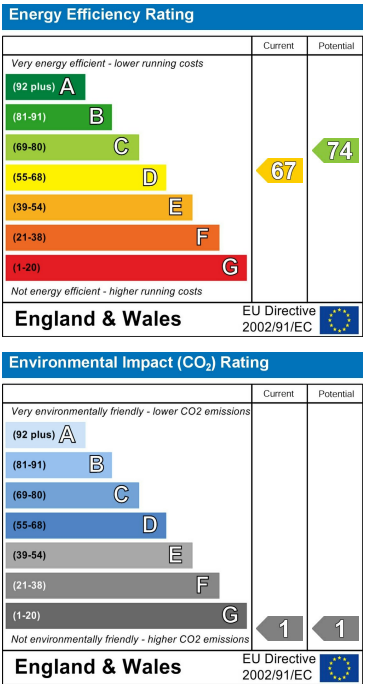 Energy Efficiency Rating
Current Potential
Very energy efficient - lower running costs
(92 plus) A
(81-91) B
(69-80) C
(55-68) D
(39-54) E
(21-38) F
(1-20) G
67
74
Not energy efficient - higher running costs
England & Wales
EU Directive
2002/91/EC
Environmental Impact (CO₂) Rating
Current Potential
Very environmentally friendly - lower CO2 emissions
(92 plus) A
(81-91) B
(69-80) C
(55-68) D
(39-54) E
(21-38) F
(1-20) G
1
1
Not environmentally friendly - higher CO2 emissions
England & Wales
EU Directive
2002/91/EC